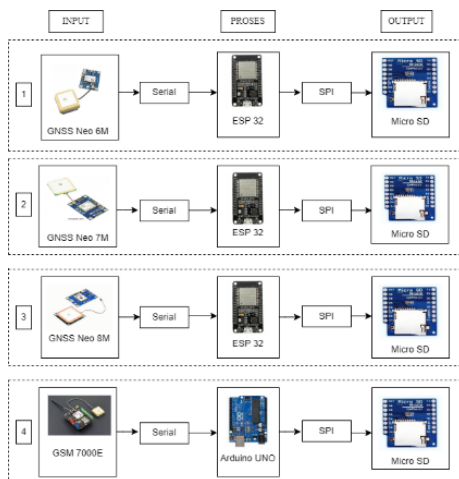 INPUT PROSES OUTPUT
1
Serial
SPI
GNSS Neo 6M
ESP 32
Micro SD
2
Serial
SPI
GNSS Neo 7M
ESP 32
Micro SD
3
Serial
SPI
GNSS Neo 8M
ESP 32
Micro SD
4
Serial
SPI
GSM 7000E
Arduino UNO
Micro SD